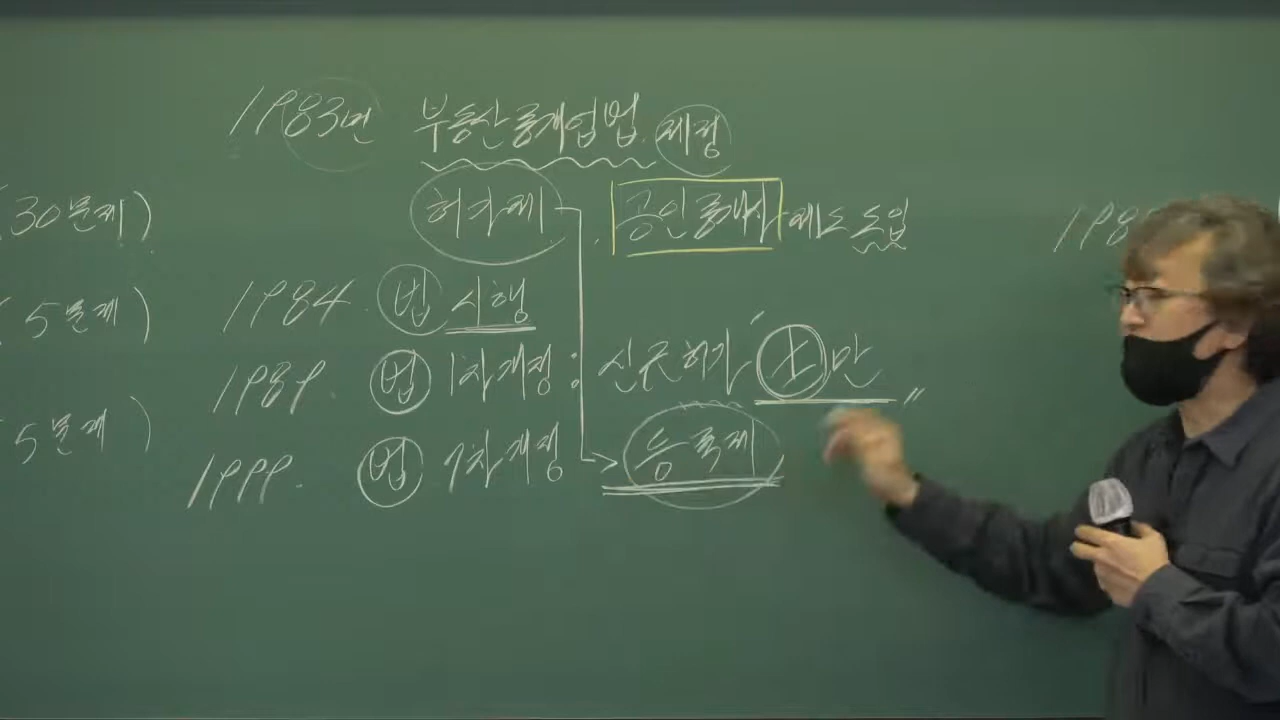 1983년 부동산중개업법 제정
(30문제)
허가제 공인중개사 제도 도입
198
1984. 법 시행
(5문제)
1989. 법 1차개정 : 신규허가 "士만"
5문제)
1999. 법 7차개정 등록제